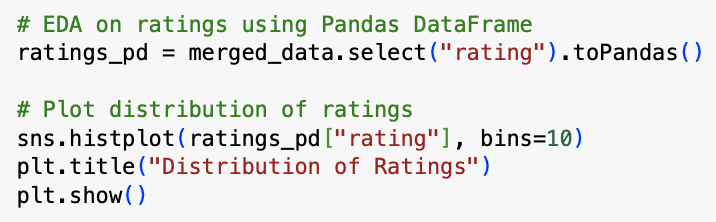 # EDA on ratings using Pandas DataFrame
ratings_pd = merged_data.select("rating").toPandas()
# Plot distribution of ratings
sns.histplot(ratings_pd["rating"], bins=10)
plt.title("Distribution of Ratings")
plt.show()